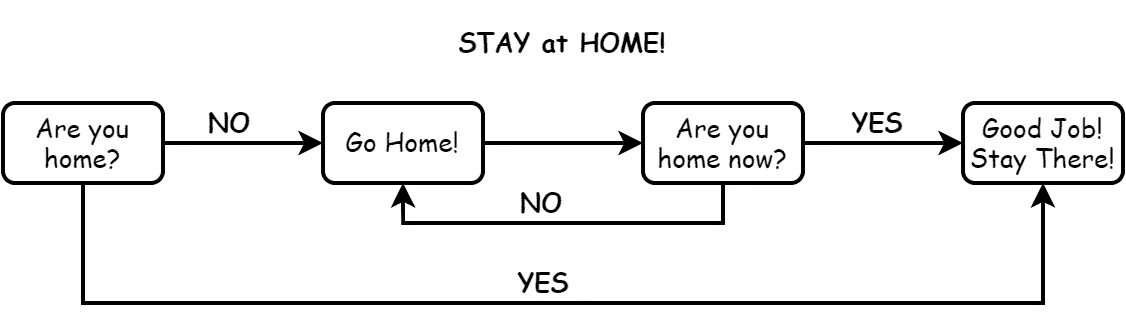 STAY at HOME!
Are you
home?
NO
Go Home!
Are you
home now?
YES
Good Job!
Stay There!
NO
YES